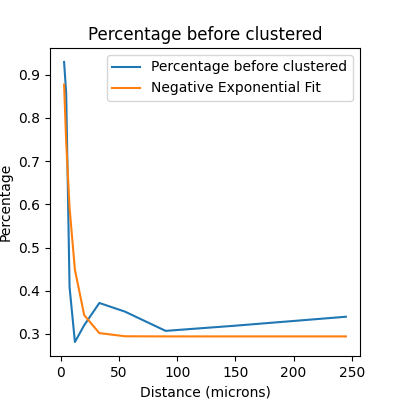 Percentage before clustered
Percentage before clustered
Negative Exponential Fit
0.9
0.8
0.7
0.6
0.5
0.4
0.3
Percentage
0
50
100
150
200
250
Distance (microns)